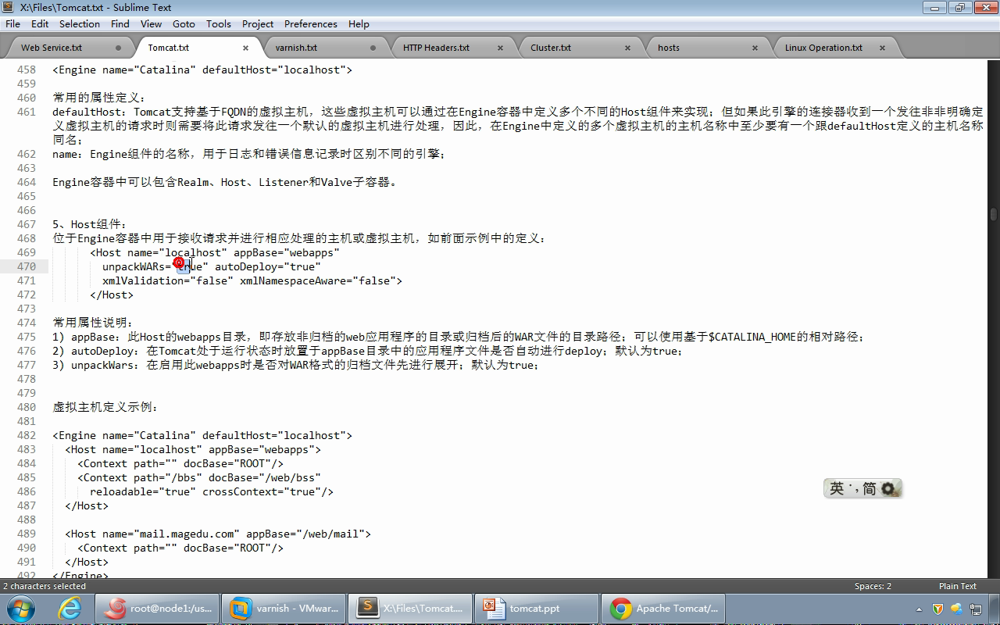 X:\Files\Tomcat.txt - Sublime Text
File Edit Selection Find View Goto Tools Project Preferences Help
Web Service.txt Tomcat.txt varnish.txt HTTP Headers.txt Cluster.txt hosts Linux Operation.txt
458 <Engine name="Catalina" defaultHost="localhost">
459
460 常用的属性定义：
461 defaultHost：Tomcat支持基于FQDN的虚拟主机，这些虚拟主机可以通过在Engine容器中定义多个不同的Host组件来实现；但如果此引擎的连接器收到一个发往非非明确定
义虚拟主机的请求时则需要将此请求发往一个默认的虚拟主机进行处理，因此，在Engine中定义的多个虚拟主机的主机名称中至少要有一个跟defaultHost定义的主机名称
同名；
462 name：Engine组件的名称，用于日志和错误信息记录时区别不同的引擎；
463
464 Engine容器中可以包含Realm、Host、Listener和Valve子容器。
465
466
467 5、Host组件：
468 位于Engine容器中用于接收请求并进行相应处理的主机或虚拟主机，如前面示例中的定义：
469 <Host name="localhost" appBase="webapps"
470 unpackWARs="true" autoDeploy="true"
471 xmlValidation="false" xmlNamespaceAware="false">
472 </Host>
473
474 常用属性说明：
475 1) appBase：此Host的webapps目录，即存放非归档的web应用程序的目录或归档后的WAR文件的目录路径；可以使用基于$CATALINA_HOME的相对路径；
476 2) autoDeploy：在Tomcat处于运行状态时放置于appBase目录中的应用程序文件是否自动进行deploy；默认为true；
477 3) unpackWars：在启用此webapps时是否对WAR格式的归档文件先进行展开；默认为true；
478
479
480 虚拟主机定义示例：
481
482 <Engine name="Catalina" defaultHost="localhost">
483 <Host name="localhost" appBase="webapps">
484 <Context path="" docBase="ROOT"/>
485 <Context path="/bbs" docBase="/web/bss"
486 reloadable="true" crossContext="true"/>
487 </Host>
488
489 <Host name="mail.magedu.com" appBase="/web/mail">
490 <Context path="" docBase="ROOT"/>
491 </Host>
492 </Engine>
英 ·, 简
2 characters selected Spaces: 2 Plain Text
root@node1:/us... varnish - VMwar... X:\Files\Tomcat.... tomcat.ppt Apache Tomcat/...